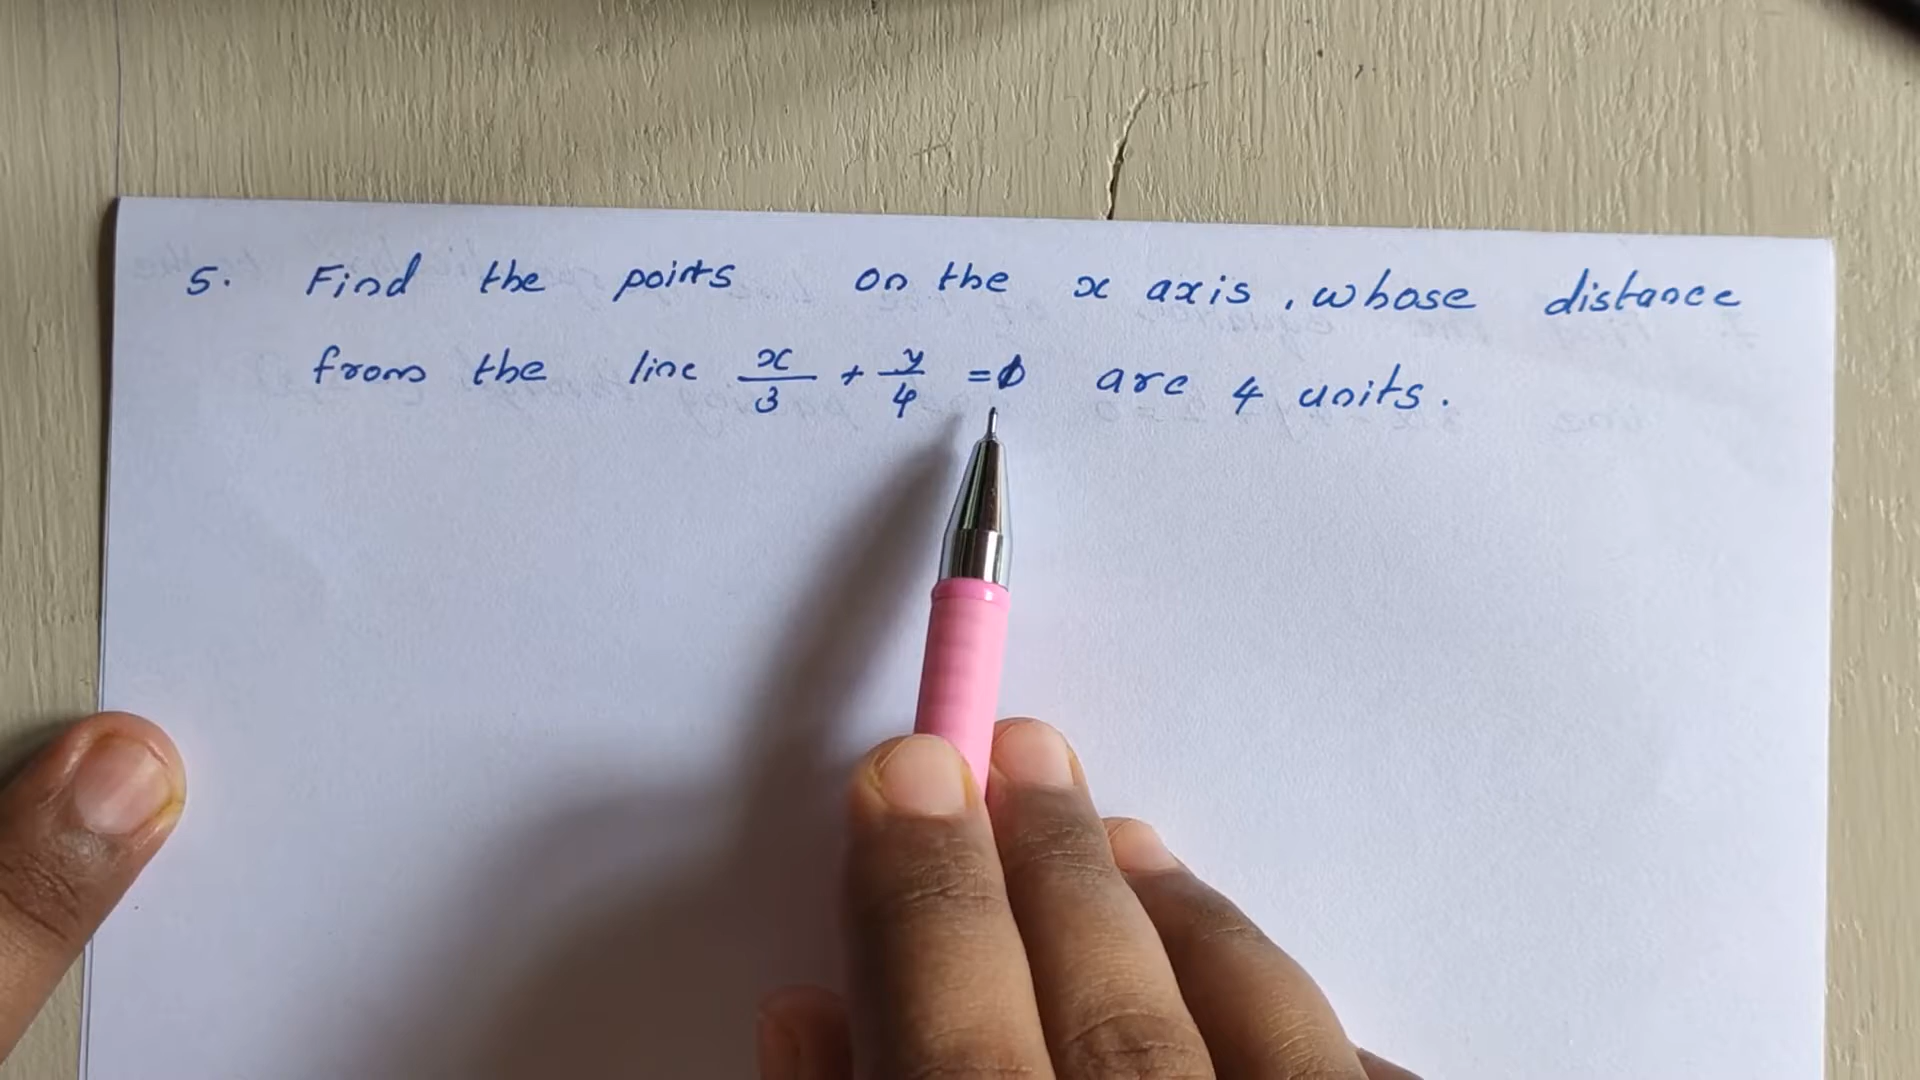 5. Find the points on the x axis, whose distance
from the line x/3 + y/4 = 1 are 4 units.